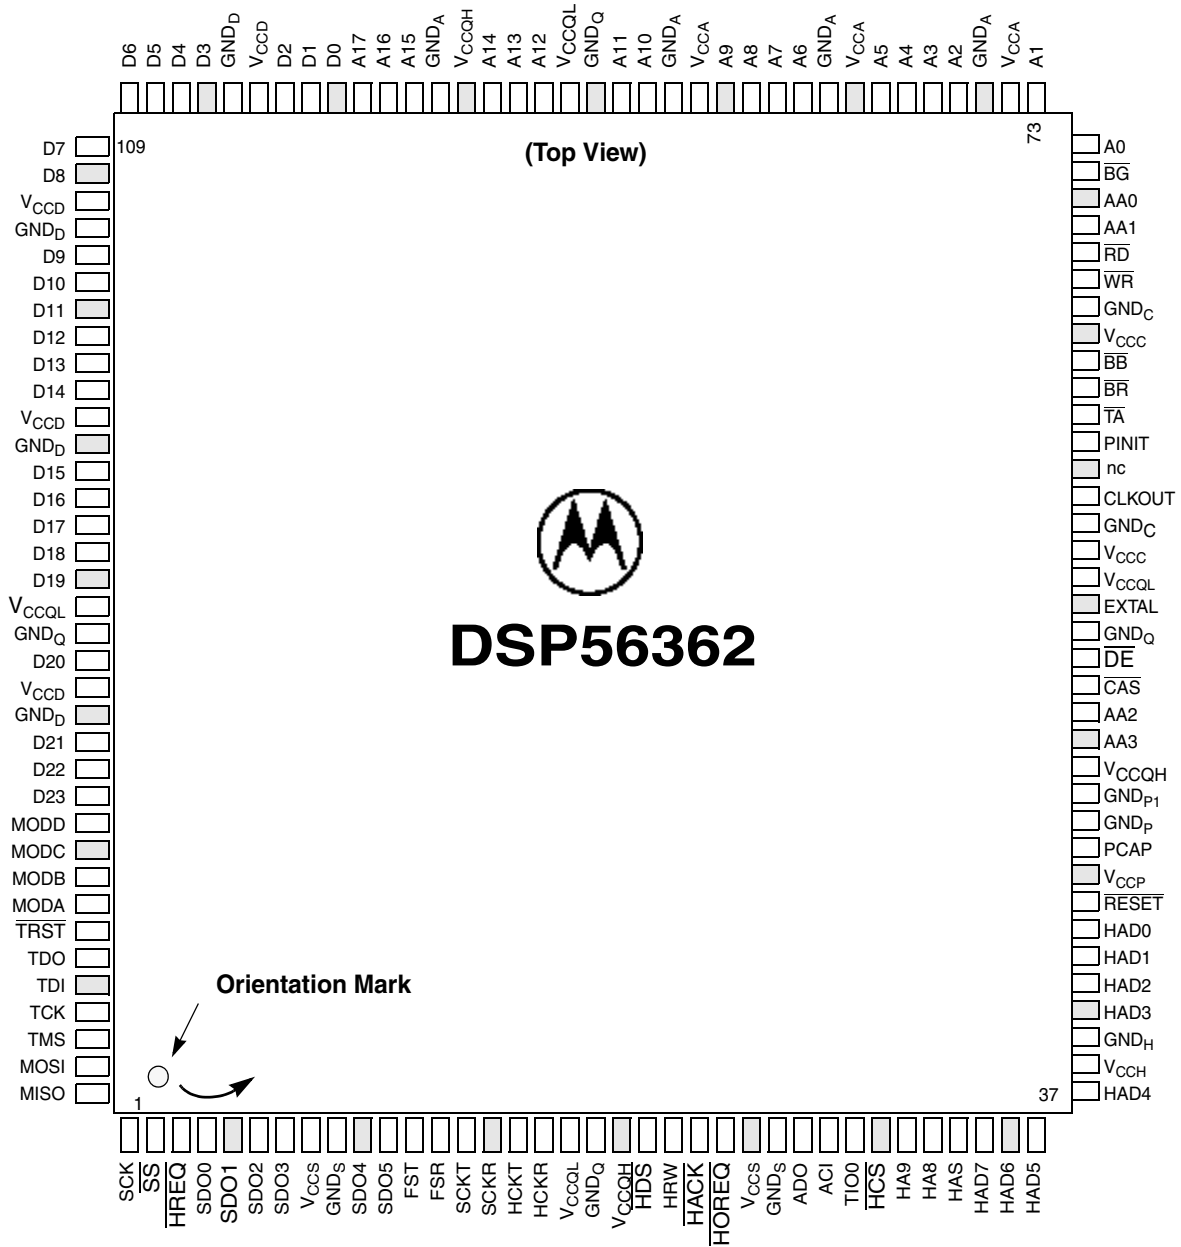 D6 D5 D4 D3 GND_D V_CCD D2 D1 D0 A17 A16 A15 GND_A V_CCQH A14 A13 A12 V_CCQL GND_Q A11 A10 GND_A V_CCA A9 A8 A7 A6 GND_A V_CCA A5 A4 A3 A2 GND_A V_CCA A1
109
(Top View)
73
D7
D8
V_CCD
GND_D
D9
D10
D11
D12
D13
D14
V_CCD
GND_D
D15
D16
D17
D18
D19
V_CCQL
GND_Q
D20
V_CCD
GND_D
D21
D22
D23
MODD
MODC
MODB
MODA
TRST
TDO
TDI
TCK
TMS
MOSI
MISO
DSP56362
Orientation Mark
A0
BG
AA0
AA1
RD
WR
GND_C
V_CCC
BB
BR
TA
PINIT
nc
CLKOUT
GND_C
V_CCC
V_CCQL
EXTAL
GND_Q
DE
CAS
AA2
AA3
V_CCQH
GND_P1
GND_P
PCAP
V_CCP
RESET
HAD0
HAD1
HAD2
HAD3
GND_H
V_CCH
HAD4
1
37
SCK SS HREQ SDO0 SDO1 SDO2 SDO3 V_CCS GND_S SDO4 SDO5 FST FSR SCKT SCKR HCKT HCKR V_CCQL GND_Q V_CCQH HDS HRW HACK HOREQ V_CCS GND_S ADO ACI TIO0 HCS HA9 HA8 HAS HAD7 HAD6 HAD5